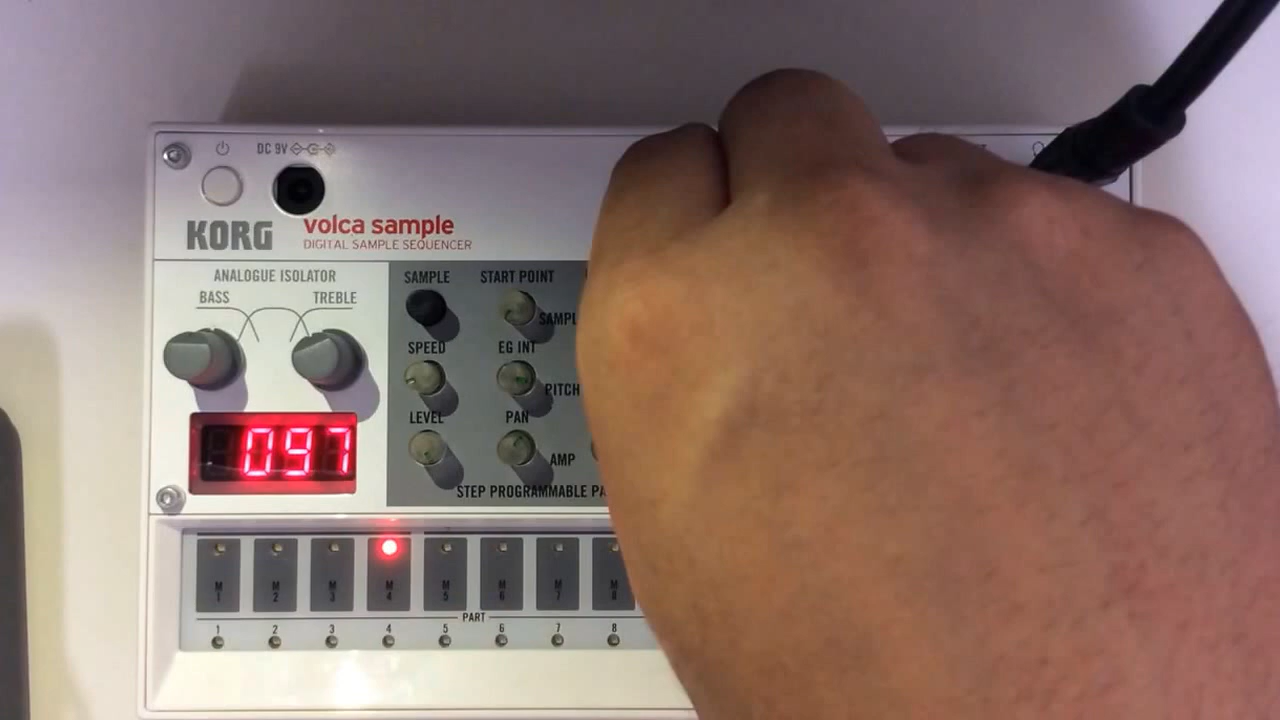 DC 9V
KORG
volca sample
DIGITAL SAMPLE SEQUENCER
ANALOGUE ISOLATOR
BASS TREBLE
SAMPLE START POINT
SAMPL
SPEED EG INT
PITCH
LEVEL PAN
AMP
097
STEP PROGRAMMABLE PA
M 1 M 2 M 3 M 4 M 5 M 6 M 7 M 8
PART
1 2 3 4 5 6 7 8